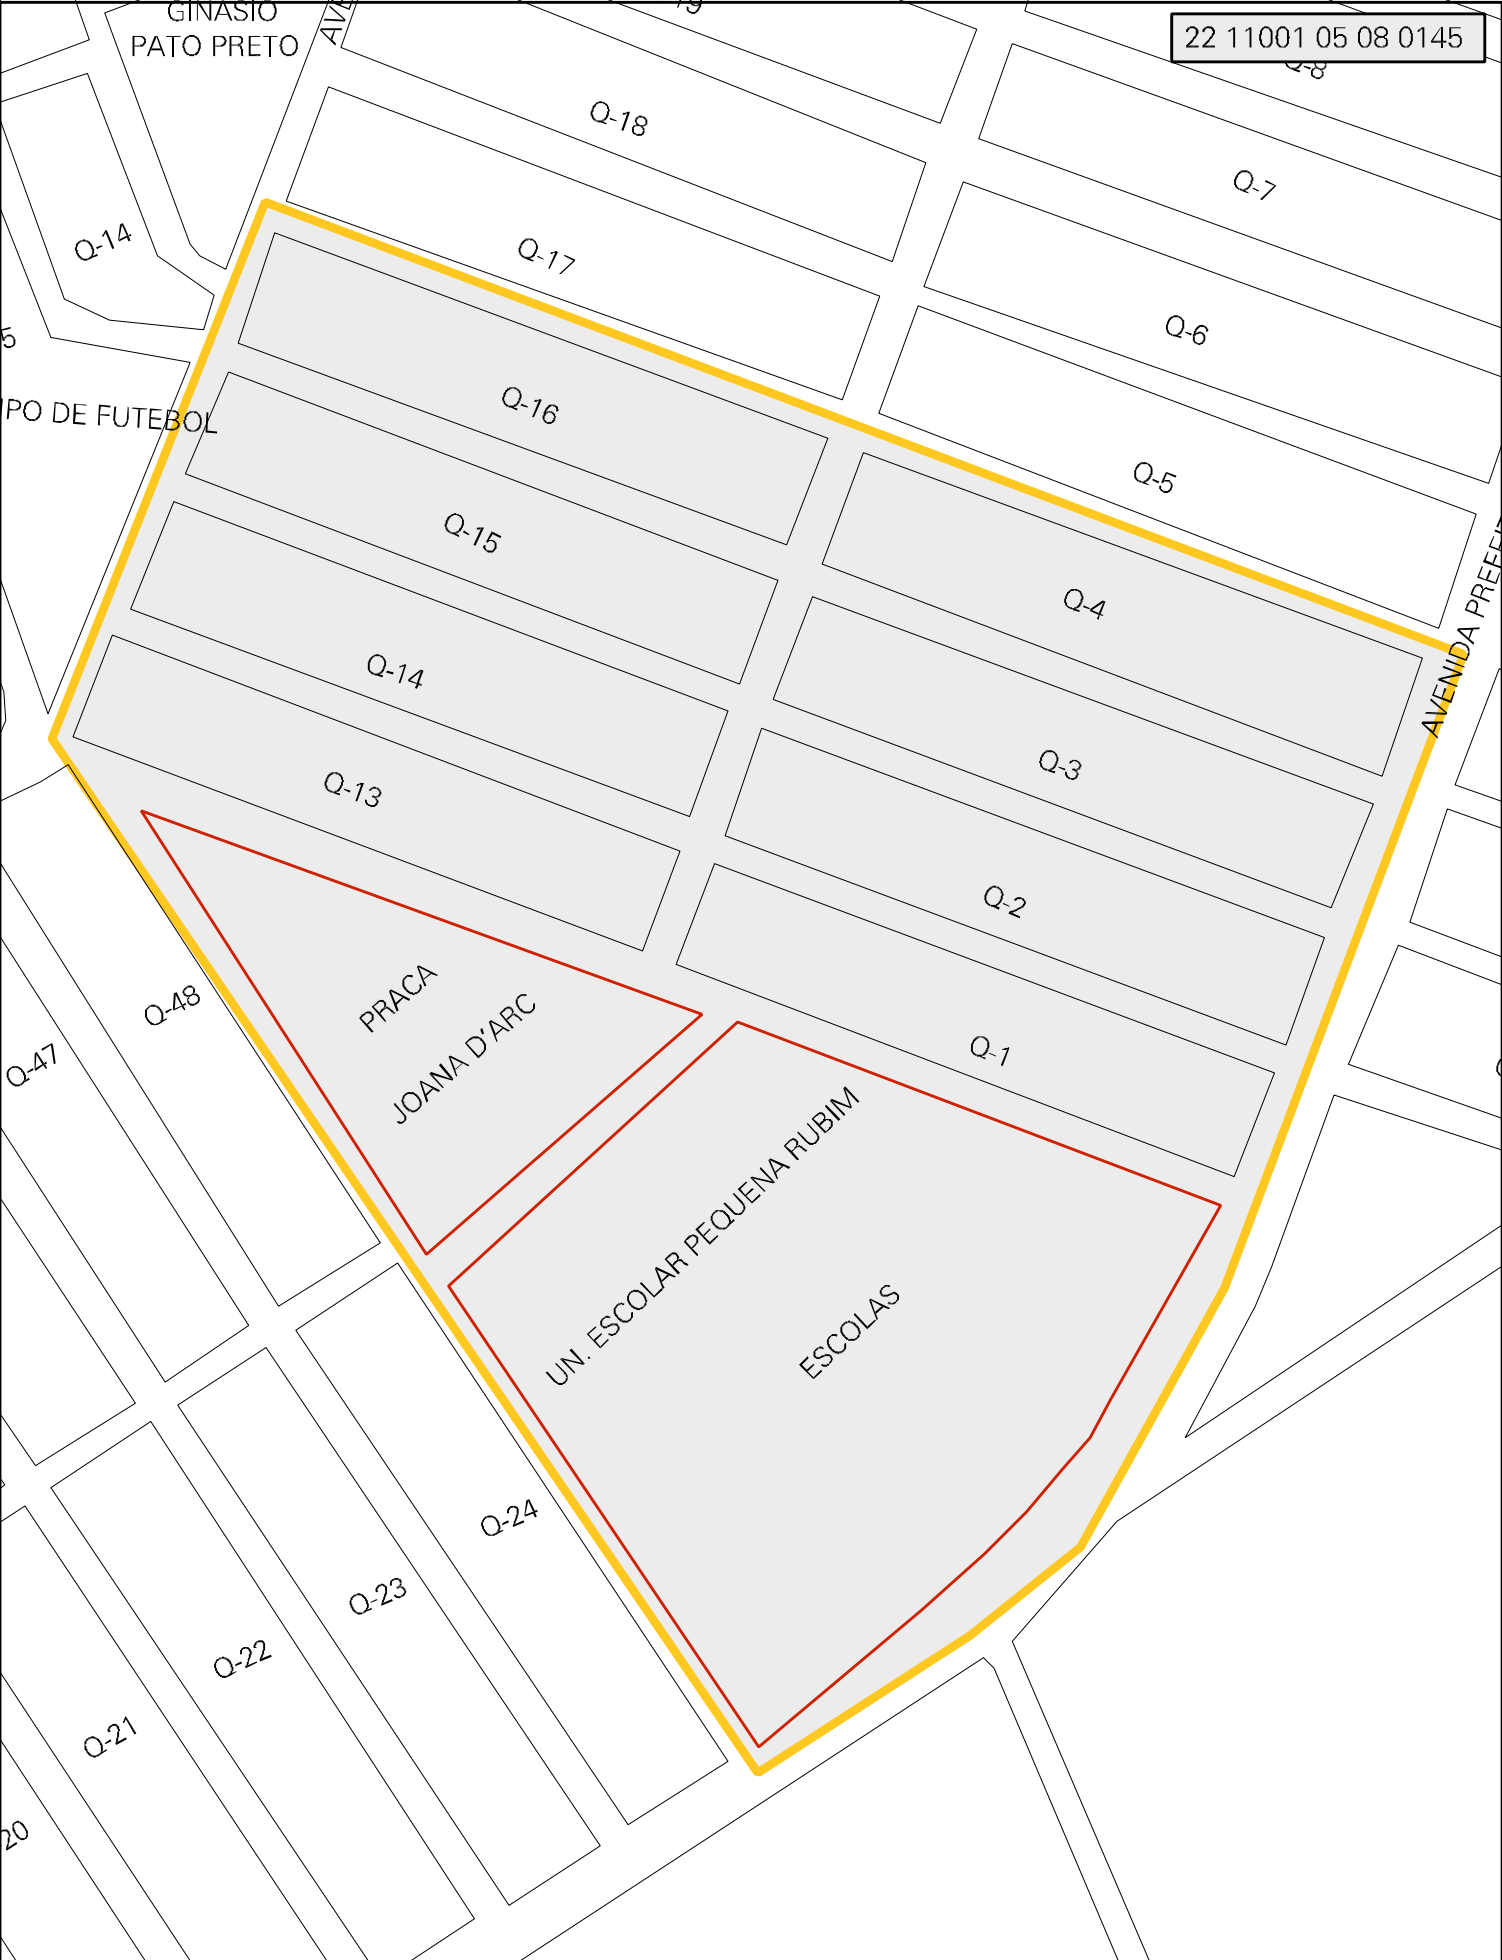 GINASIO
PATO PRETO
22 11001 05 08 0145
Q-18
Q-7
Q-14
Q-17
Q-6
IPO DE FUTEBOL
Q-16
Q-5
Q-15
Q-4
Q-14
Q-3
Q-13
Q-2
Q-1
AVENIDA
PRACA
JOANA D'ARC
Q-48
Q-47
UN. ESCOLAR PEQUENA RUBIM
ESCOLAS
Q-24
Q-23
Q-22
Q-21
20